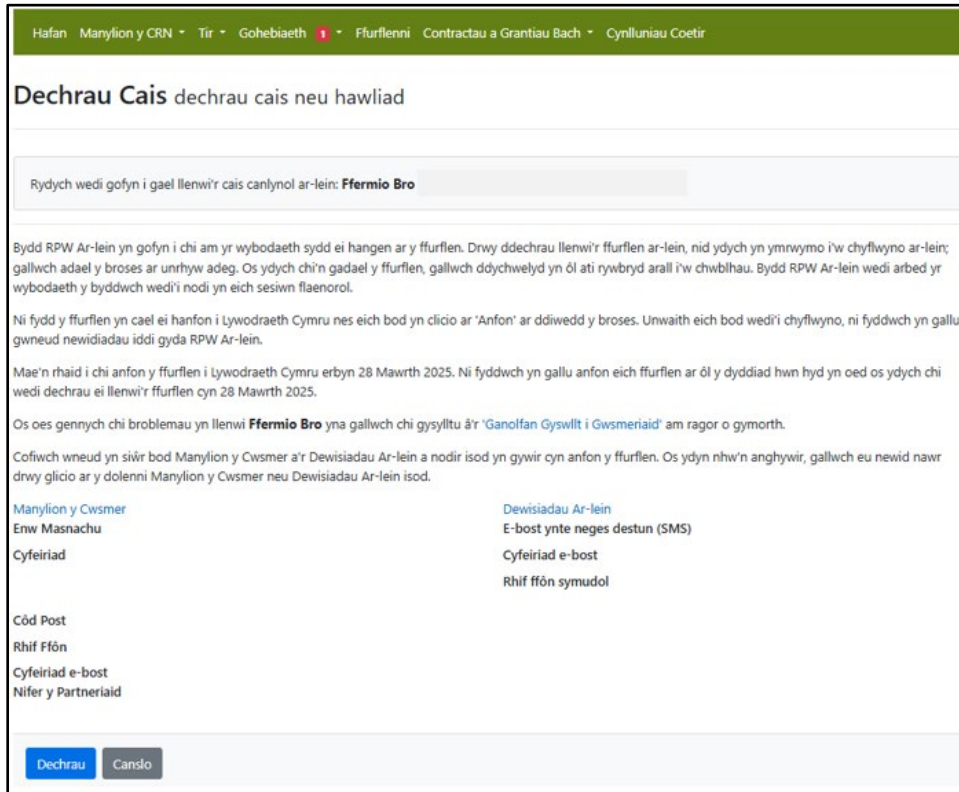 Hafan Manylion y CRN Tir Gohebiaeth 1 Ffurflenni Contractau a Grantiau Bach Cynlluniau Coetir
Dechrau Cais dechrau cais neu hawliad
Rydych wedi gofyn i gael llenwi'r cais canlynol ar-lein: Ffermio Bro
Bydd RPW Ar-lein yn gofyn i chi am yr wybodaeth sydd ei hangen ar y ffurflen. Drwy ddechrau llenwi'r ffurflen ar-lein, nid ydych yn ymrwymo i'w chyflwyno ar-lein;
gallwch adael y broses ar unrhyw adeg. Os ydych chi'n gadael y ffurflen, gallwch ddychwelyd yn ôl ati rywbryd arall i'w chwblhau. Bydd RPW Ar-lein wedi arbed yr
wybodaeth y byddwch wedi'i nodi yn eich sesiwn flaenorol.
Ni fydd y ffurflen yn cael ei hanfon i Lywodraeth Cymru nes eich bod yn clicio ar 'Anfon' ar ddiwedd y broses. Unwaith eich bod wedi'i chyflwyno, ni fyddwch yn gallu
gwneud newidiadau iddi gyda RPW Ar-lein.
Mae'n rhaid i chi anfon y ffurflen i Lywodraeth Cymru erbyn 28 Mawrth 2025. Ni fyddwch yn gallu anfon eich ffurflen ar ôl y dyddiad hwn hyd yn oed os ydych chi
wedi dechrau ei llenwi'r ffurflen cyn 28 Mawrth 2025.
Os oes gennych chi broblemau yn llenwi Ffermio Bro yna gallwch chi gysylltu â'r 'Ganolfan Gyswllt i Gwsmeriaid' am ragor o gymorth.
Cofiwch wneud yn siŵr bod Manylion y Cwsmer a'r Dewisiadau Ar-lein a nodir isod yn gywir cyn anfon y ffurflen. Os ydyn nhw'n anghywir, gallwch eu newid nawr
drwy glicio ar y dolenni Manylion y Cwsmer neu Dewisiadau Ar-lein isod.
Manylion y Cwsmer
Enw Masnachu
Cyfeiriad
Côd Post
Rhif Ffôn
Cyfeiriad e-bost
Nifer y Partneriaid
Dewisiadau Ar-lein
E-bost ynte neges destun (SMS)
Cyfeiriad e-bost
Rhif ffôn symudol
Dechrau Canslo